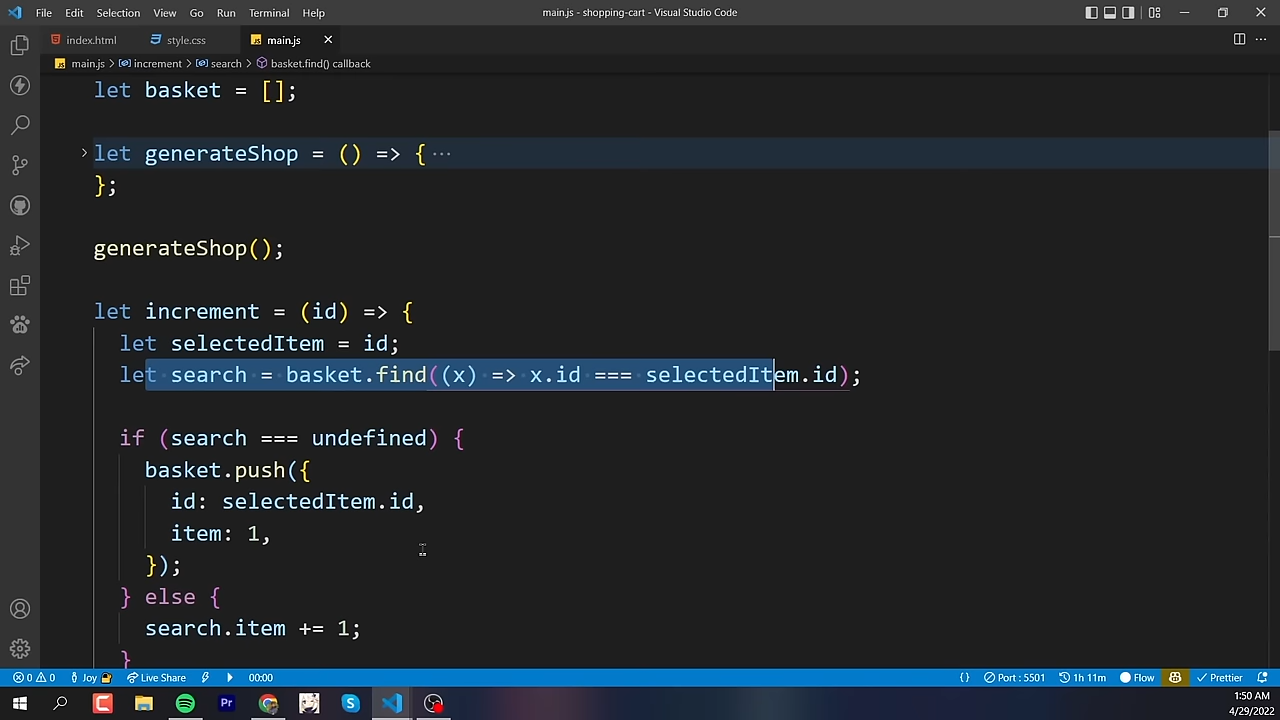 File Edit Selection View Go Run Terminal Help main.js - shopping-cart - Visual Studio Code
index.html style.css JS main.js
JS main.js > increment > search > basket.find() callback
let basket = [];
let generateShop = () => { ···
};
generateShop();
let increment = (id) => {
let selectedItem = id;
let search = basket.find((x) => x.id === selectedItem.id);
if (search === undefined) {
basket.push({
id: selectedItem.id,
item: 1,
});
} else {
search.item += 1;
}
0 0 Joy Live Share 00:00 {} Port : 5501 1h 11m Flow Prettier
Pr
1:50 AM
4/29/2022